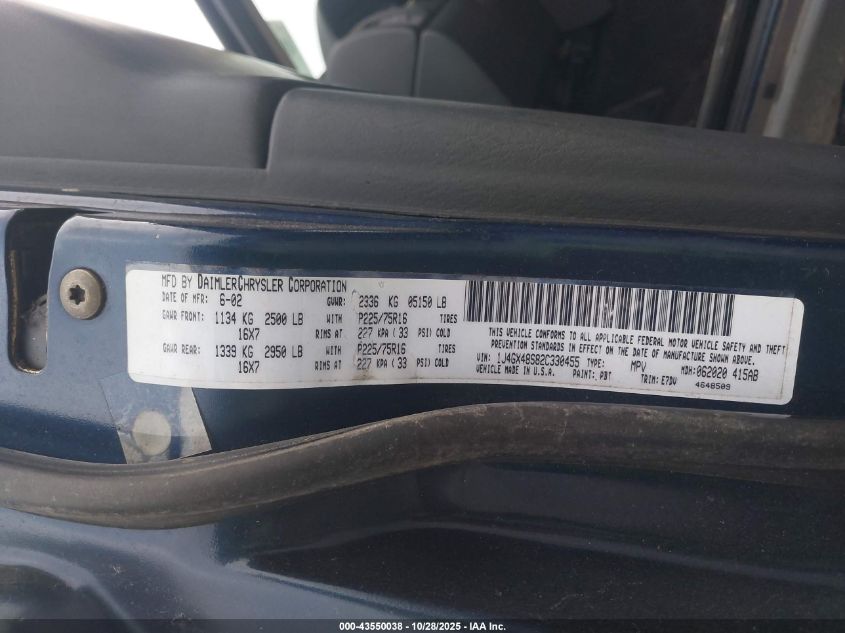 MFD BY DAIMLERCHRYSLER CORPORATION
DATE OF MFR: 6-02 GVWR: 2336 KG 05150 LB
GAWR FRONT: 1134 KG 2500 LB WITH P225/75R16 TIRES
16X7 RIMS AT 227 KPA ( 33 PSI) COLD
GAWR REAR: 1339 KG 2950 LB WITH P225/75R16 TIRES
16X7 RIMS AT 227 KPA ( 33 PSI) COLD
THIS VEHICLE CONFORMS TO ALL APPLICABLE FEDERAL MOTOR VEHICLE SAFETY AND THEFT
PREVENTION STANDARDS IN EFFECT ON THE DATE OF MANUFACTURE SHOWN ABOVE.
VIN: 1J4GX48S82C330455 TYPE: MPV MDH: 062020 415AB
VEHICLE MADE IN U.S.A. PAINT: PBT TRIM: E7DV 4648509
000-43550038 - 10/28/2025 - IAA Inc.